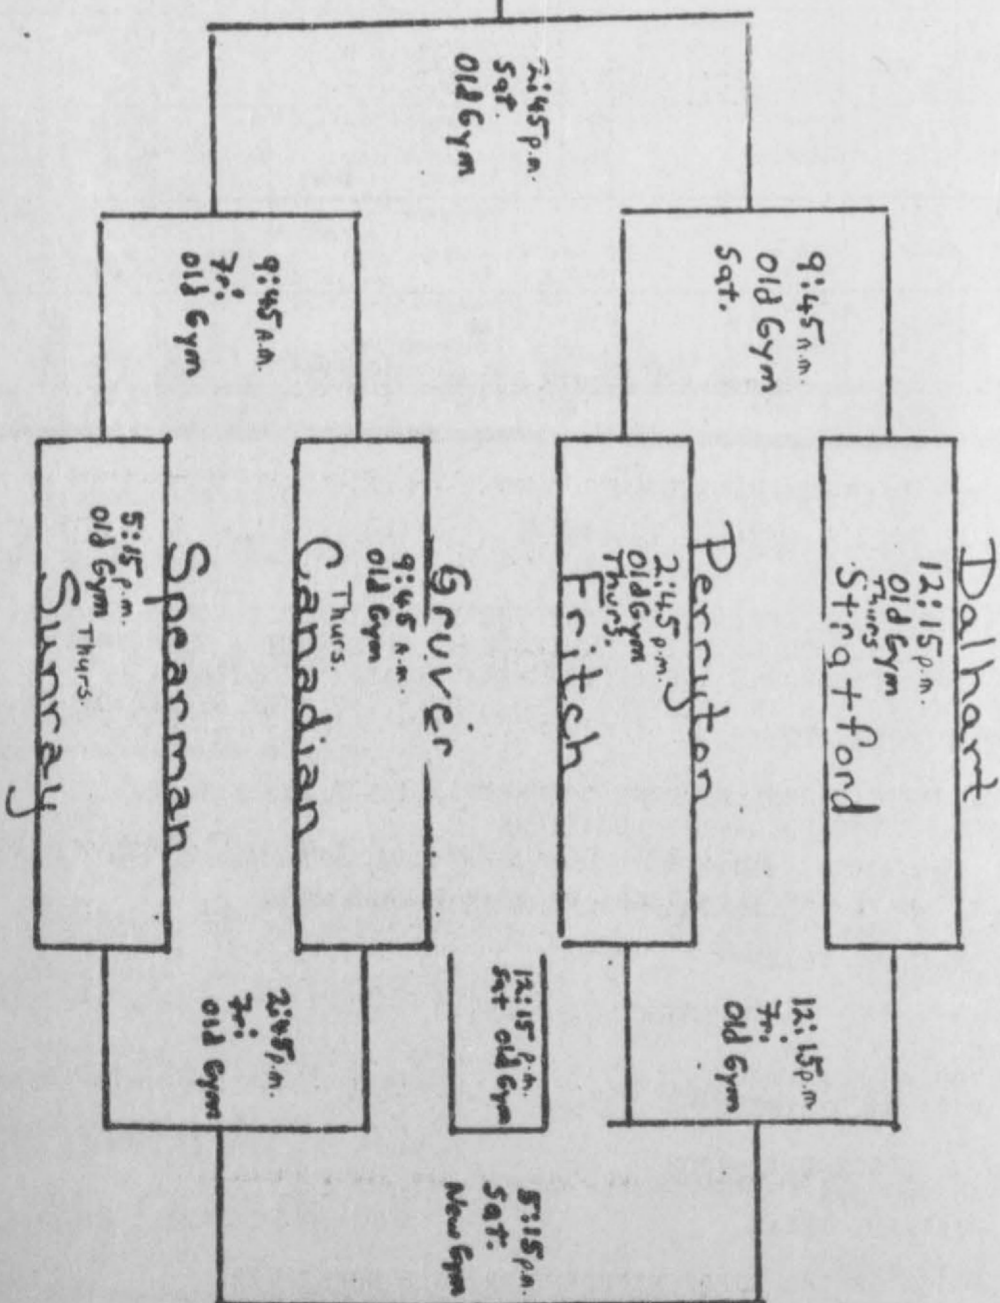 2:45 p.m.
Sat.
Old Gym
9:45 A.m.
Old Gym
Sat.
9:45 A.m.
Fri
Old Gym
Dalhart
12:15 p.m.
Old Gym
Thurs
Stratford
Perryton
2:45 p.m.
Old Gym
Thurs.
Fritch
Gruver
9:45 A.m.
Old Gym
Thurs.
Canadian
Spearman
5:15 p.m.
Old Gym Thurs
Sunray
12:15 p.m
Fri
Old Gym
12:15 p.m.
Sat Old Gym
2:45 p.m.
Fri
Old Gym
5:15 p.m.
Sat.
New Gym